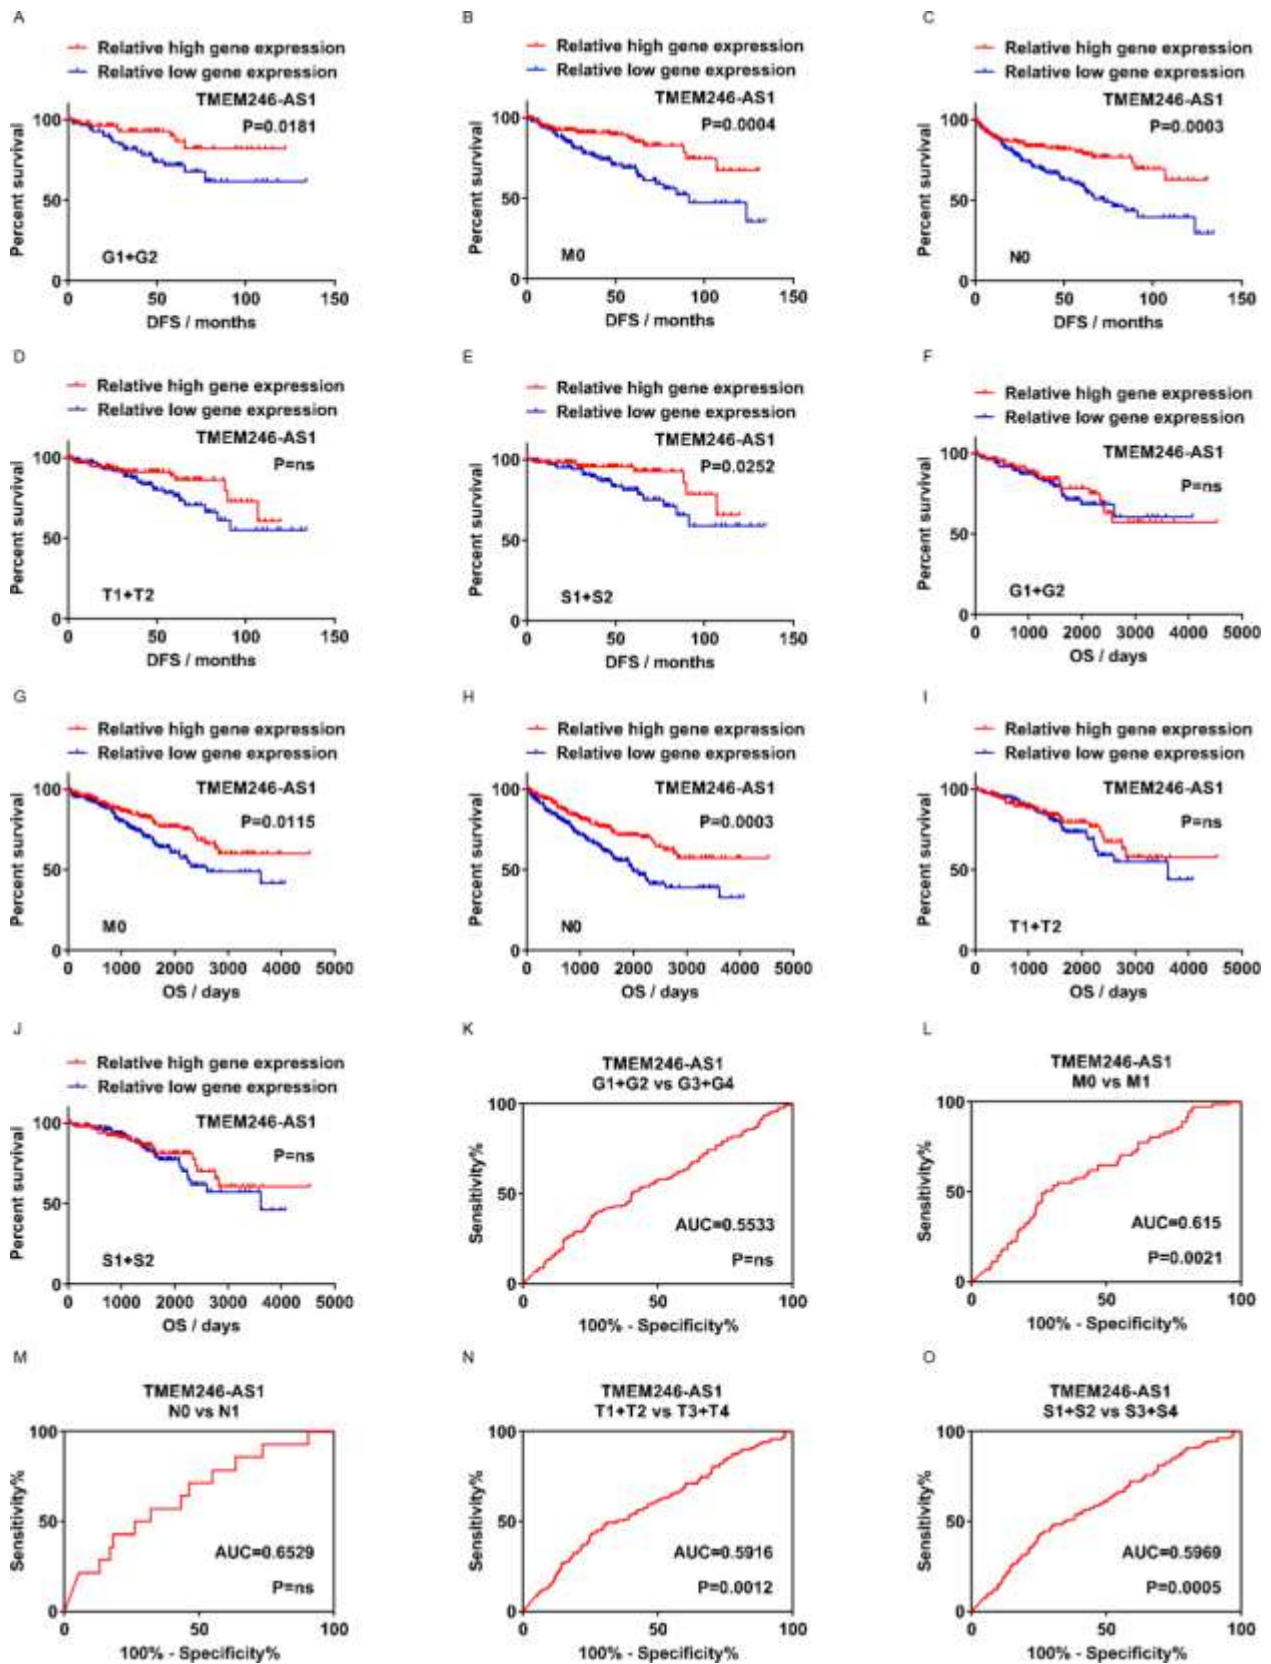 A
Relative high gene expression
Relative low gene expression
TMEM246-AS1
P=0.0181
100
50
0
Percent survival
G1+G2
0 50 100 150
DFS / months
B
Relative high gene expression
Relative low gene expression
TMEM246-AS1
P=0.0004
100
50
0
Percent survival
M0
0 50 100 150
DFS / months
C
Relative high gene expression
Relative low gene expression
TMEM246-AS1
P=0.0003
100
50
0
Percent survival
N0
0 50 100 150
DFS / months
D
Relative high gene expression
Relative low gene expression
TMEM246-AS1
P=ns
100
50
0
Percent survival
T1+T2
0 50 100 150
DFS / months
E
Relative high gene expression
Relative low gene expression
TMEM246-AS1
P=0.0252
100
50
0
Percent survival
S1+S2
0 50 100 150
DFS / months
F
Relative high gene expression
Relative low gene expression
TMEM246-AS1
P=ns
100
50
0
Percent survival
G1+G2
0 1000 2000 3000 4000 5000
OS / days
G
Relative high gene expression
Relative low gene expression
TMEM246-AS1
P=0.0115
100
50
0
Percent survival
M0
0 1000 2000 3000 4000 5000
OS / days
H
Relative high gene expression
Relative low gene expression
TMEM246-AS1
P=0.0003
100
50
0
Percent survival
N0
0 1000 2000 3000 4000 5000
OS / days
I
Relative high gene expression
Relative low gene expression
TMEM246-AS1
P=ns
100
50
0
Percent survival
T1+T2
0 1000 2000 3000 4000 5000
OS / days
J
Relative high gene expression
Relative low gene expression
TMEM246-AS1
P=ns
100
50
0
Percent survival
S1+S2
0 1000 2000 3000 4000 5000
OS / days
K
TMEM246-AS1
G1+G2 vs G3+G4
100
50
0
Sensitivity%
AUC=0.5533
P=ns
0 50 100
100% - Specificity%
L
TMEM246-AS1
M0 vs M1
100
50
0
Sensitivity%
AUC=0.615
P=0.0021
0 50 100
100% - Specificity%
M
TMEM246-AS1
N0 vs N1
100
50
0
Sensitivity%
AUC=0.6529
P=ns
0 50 100
100% - Specificity%
N
TMEM246-AS1
T1+T2 vs T3+T4
100
50
0
Sensitivity%
AUC=0.5916
P=0.0012
0 50 100
100% - Specificity%
O
TMEM246-AS1
S1+S2 vs S3+S4
100
50
0
Sensitivity%
AUC=0.5969
P=0.0005
0 50 100
100% - Specificity%